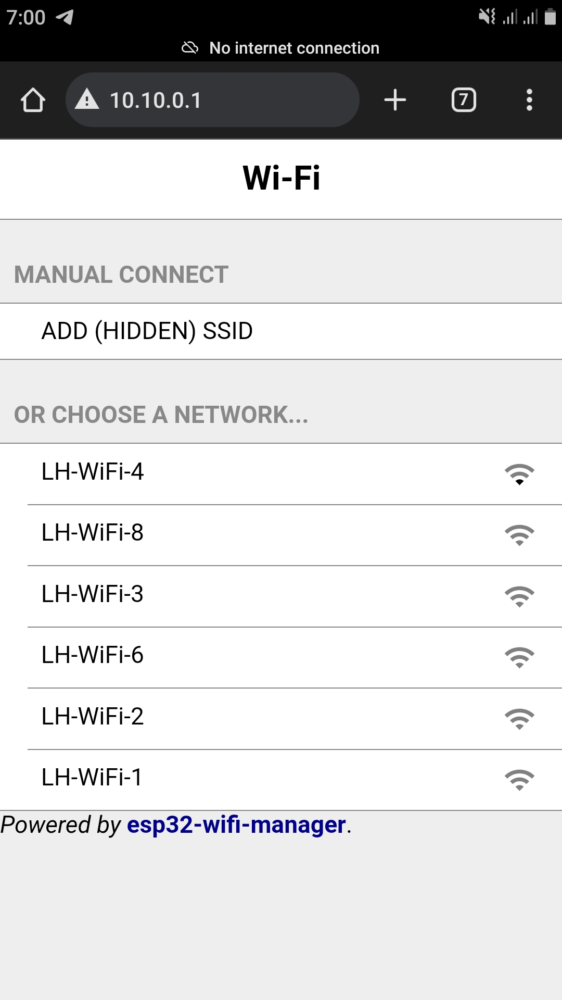 7:00
No internet connection
10.10.0.1
7
Wi-Fi
MANUAL CONNECT
ADD (HIDDEN) SSID
OR CHOOSE A NETWORK...
LH-WiFi-4
LH-WiFi-8
LH-WiFi-3
LH-WiFi-6
LH-WiFi-2
LH-WiFi-1
Powered by esp32-wifi-manager.